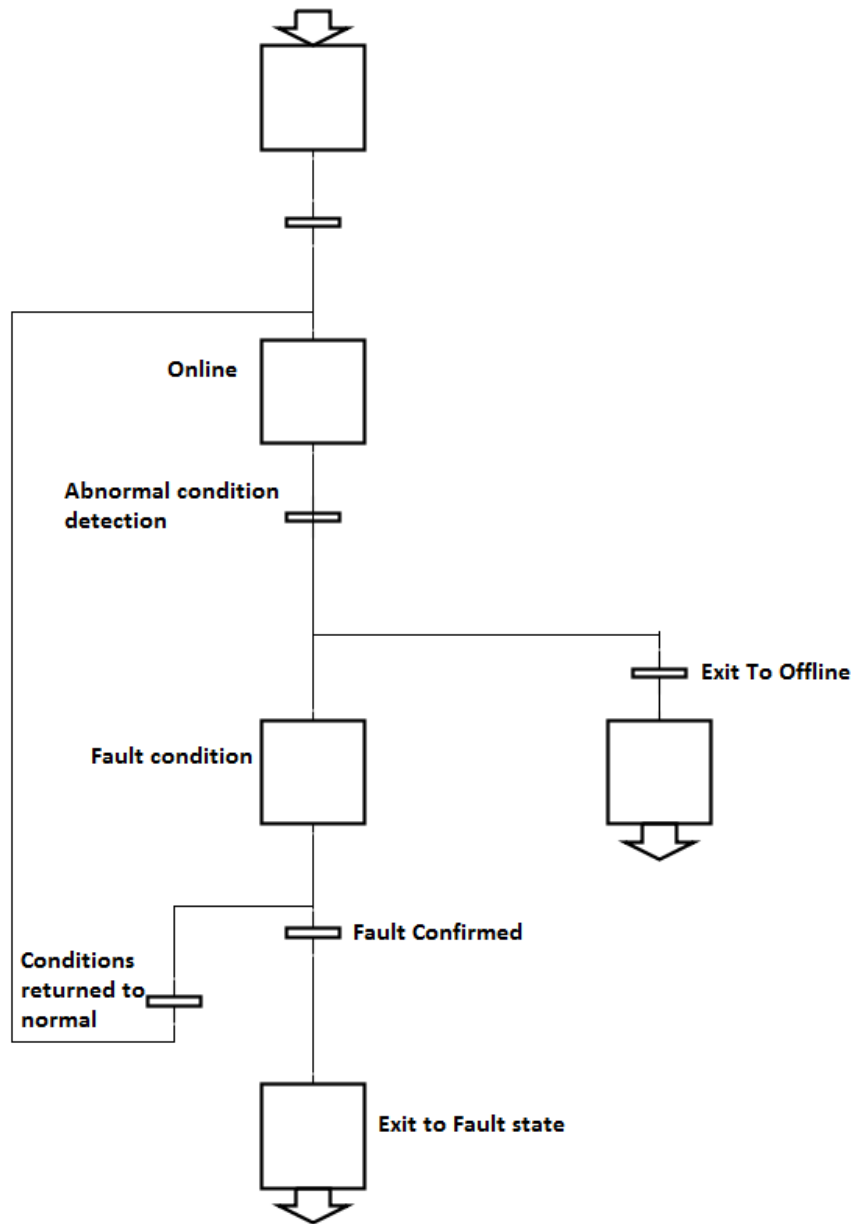 Online
Abnormal condition
detection
Exit To Offline
Fault condition
Fault Confirmed
Conditions
returned to
normal
Exit to Fault state